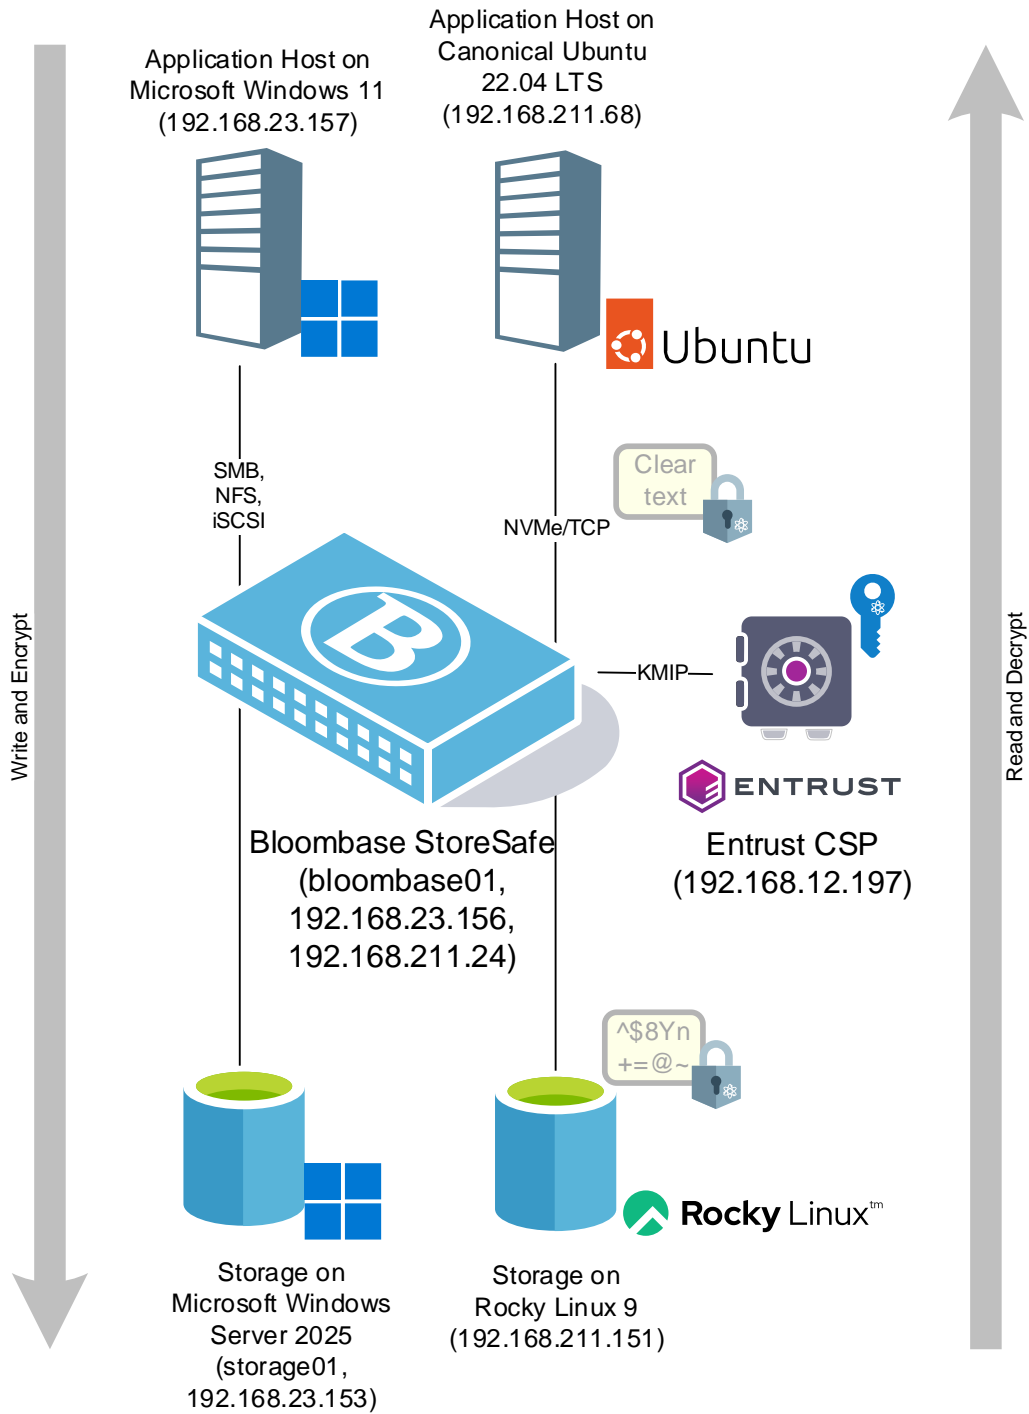 Application Host on
Microsoft Windows 11
(192.168.23.157)
Application Host on
Canonical Ubuntu
22.04 LTS
(192.168.211.68)
Ubuntu
SMB,
NFS,
iSCSI
NVMe/TCP
Clear
text
Write and Encrypt
Read and Decrypt
B
KMIP
ENTRUST
Entrust CSP
(192.168.12.197)
Bloombase StoreSafe
(bloombase01,
192.168.23.156,
192.168.211.24)
^$8Yn
+=@~
Rocky Linux™
Storage on
Microsoft Windows
Server 2025
(storage01,
192.168.23.153)
Storage on
Rocky Linux 9
(192.168.211.151)